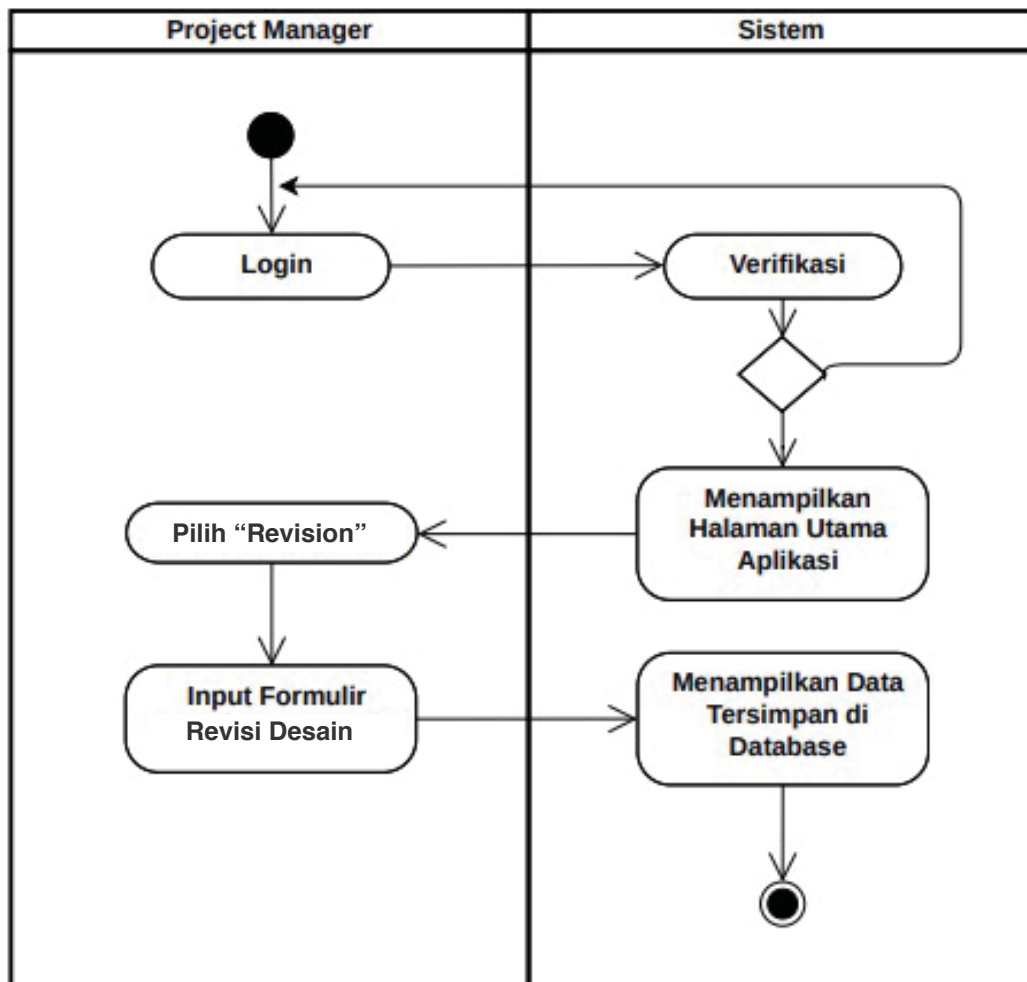 Project Manager
Sistem
Login
Verifikasi
Menampilkan
Halaman Utama
Aplikasi
Pilih “Revision”
Input Formulir
Revisi Desain
Menampilkan Data
Tersimpan di
Database